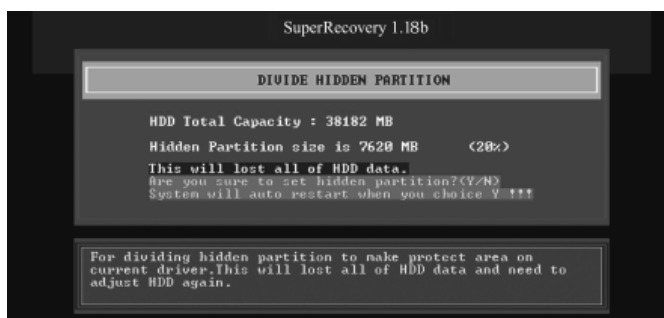 SuperRecovery 1.18b
DIVIDE HIDDEN PARTITION
HDD Total Capacity : 38182 MB
Hidden Partition size is 7620 MB (20%)
This will lost all of HDD data.
Are you sure to set hidden partition?(Y/N)
System will auto restart when you choice Y !!!
For dividing hidden partition to make protect area on
current driver.This will lost all of HDD data and need to
adjust HDD again.